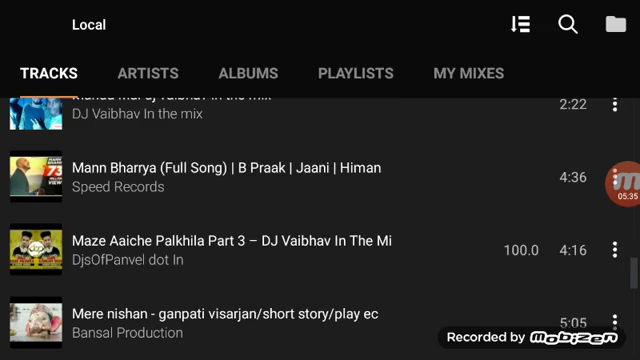 Local
TRACKS
ARTISTS
ALBUMS
PLAYLISTS
MY MIXES
DJ Vaibhav In the mix
2:22
Mann Bharrya (Full Song) | B Praak | Jaani | Himan
Speed Records
4:36
05:35
Maze Aaiche Palkhila Part 3 – DJ Vaibhav In The Mi
DjsOfPanvel dot In
100.0
4:16
Mere nishan - ganpati visarjan/short story/play ec
Bansal Production
5:05
Recorded by Mobizen